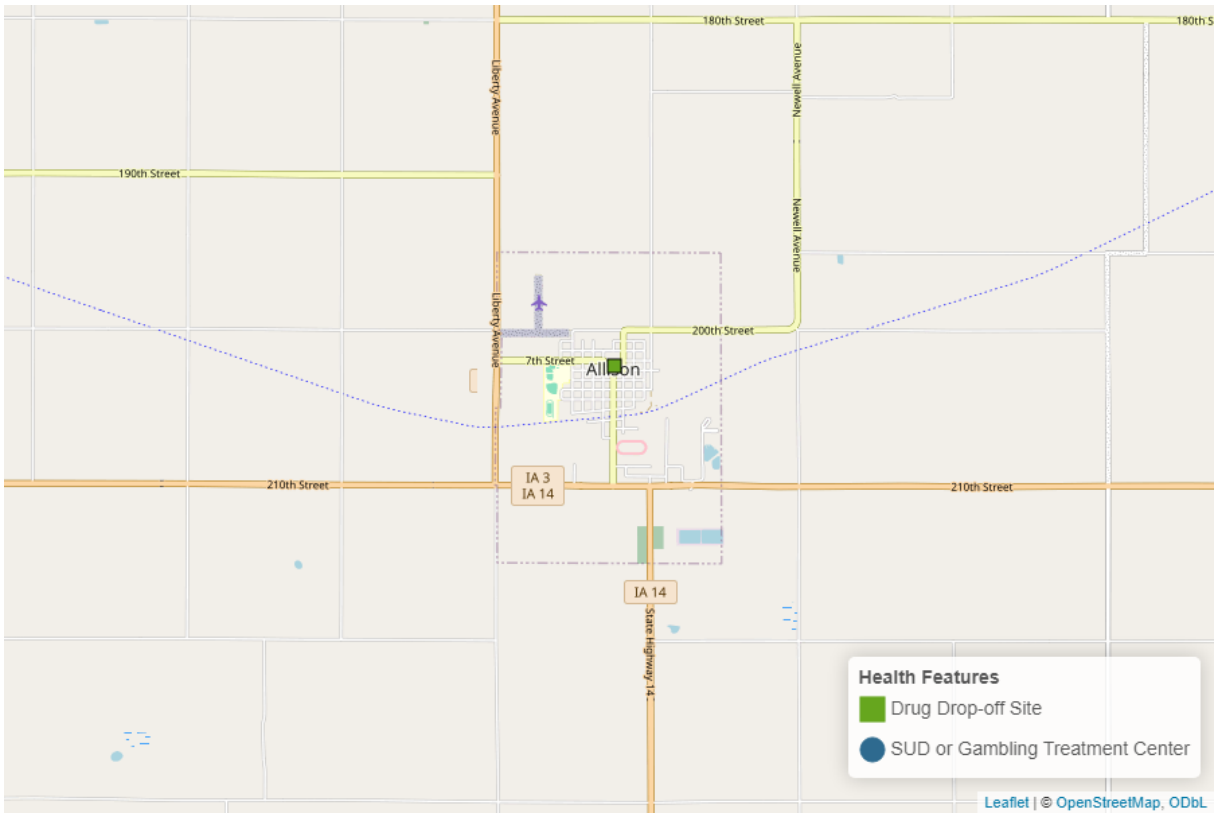 180th Street
180th S
Liberty Avenue
Newell Avenue
190th Street
Newell Avenue
Liberty Avenue
200th Street
7th Street
Allison
210th Street
IA 3
IA 14
210th Street
IA 14
State Highway 14
Health Features
Drug Drop-off Site
SUD or Gambling Treatment Center
Leaflet | © OpenStreetMap, ODbL